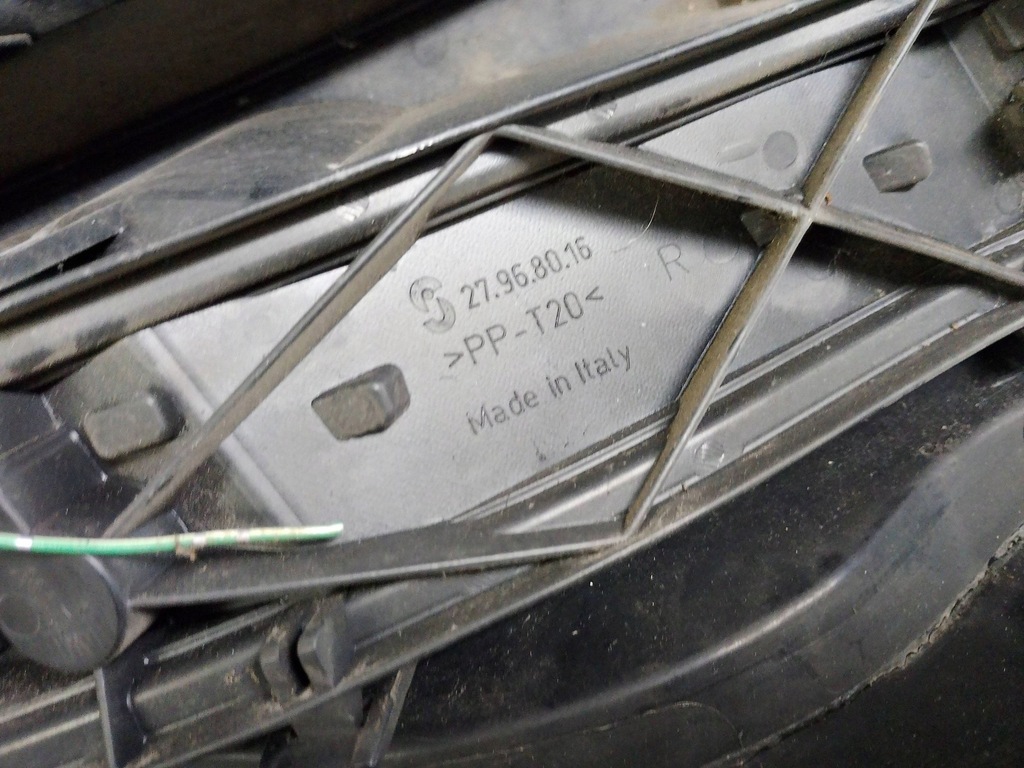 27.96.80.16
>PP-T20<
Made in Italy
R